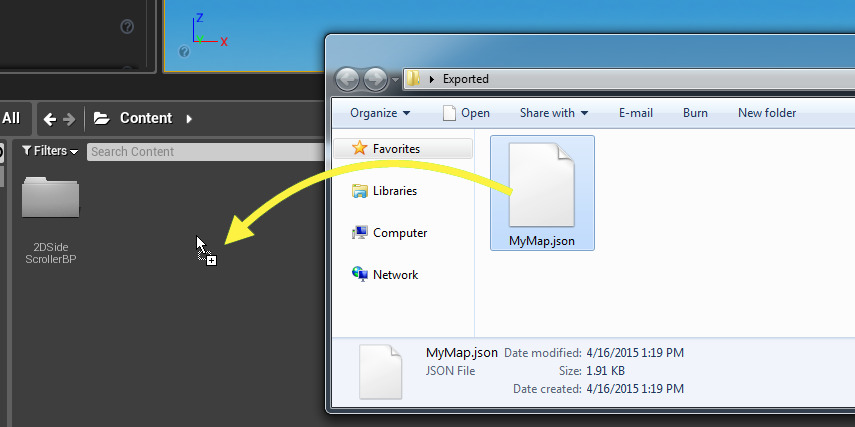 Z
Y
X
Exported
Organize
Open
Share with
E-mail
Burn
New folder
All
Content
Filters
Search Content
2DSide
ScrollerBP
Favorites
Libraries
Computer
Network
MyMap.json
MyMap.json Date modified: 4/16/2015 1:19 PM
JSON File Size: 1.91 KB
Date created: 4/16/2015 1:19 PM